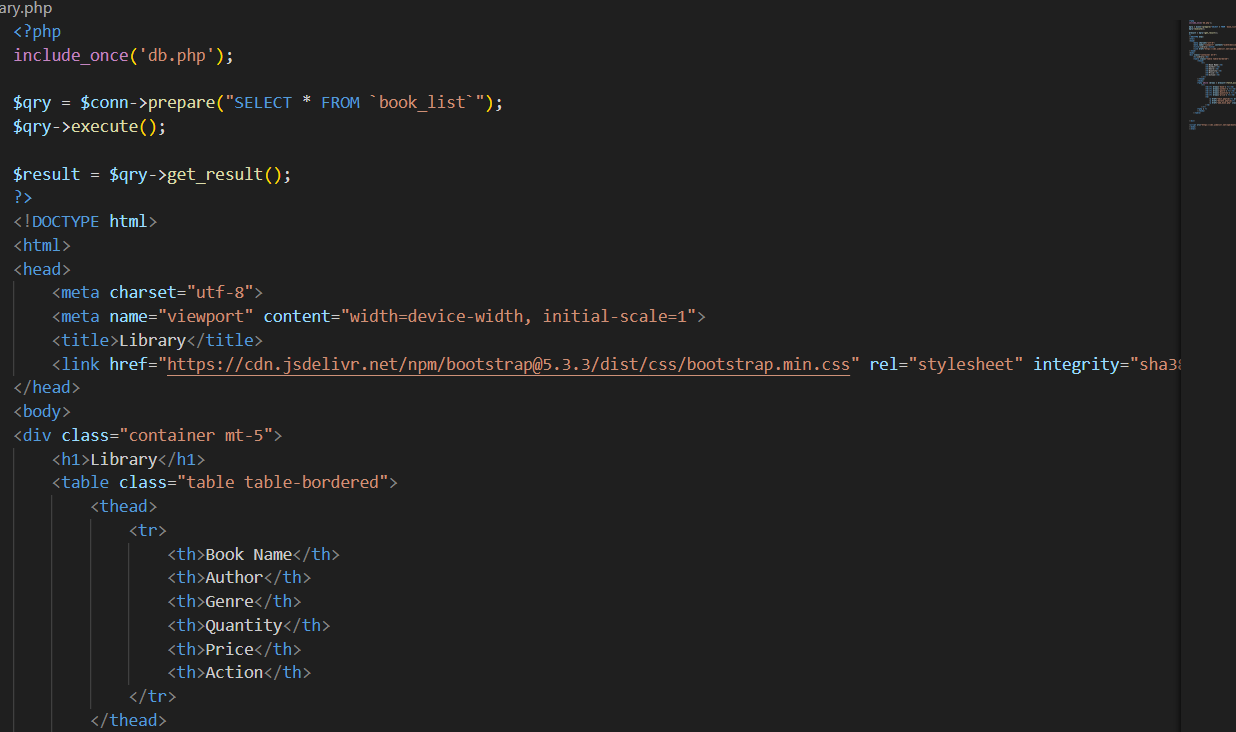 ary.php
<?php
include_once('db.php');
$qry = $conn->prepare("SELECT * FROM `book_list`");
$qry->execute();
$result = $qry->get_result();
?>
<!DOCTYPE html>
<html>
<head>
<meta charset="utf-8">
<meta name="viewport" content="width=device-width, initial-scale=1">
<title>Library</title>
<link href="https://cdn.jsdelivr.net/npm/bootstrap@5.3.3/dist/css/bootstrap.min.css" rel="stylesheet" integrity="sha38
</head>
<body>
<div class="container mt-5">
<h1>Library</h1>
<table class="table table-bordered">
<thead>
<tr>
<th>Book Name</th>
<th>Author</th>
<th>Genre</th>
<th>Quantity</th>
<th>Price</th>
<th>Action</th>
</tr>
</thead>